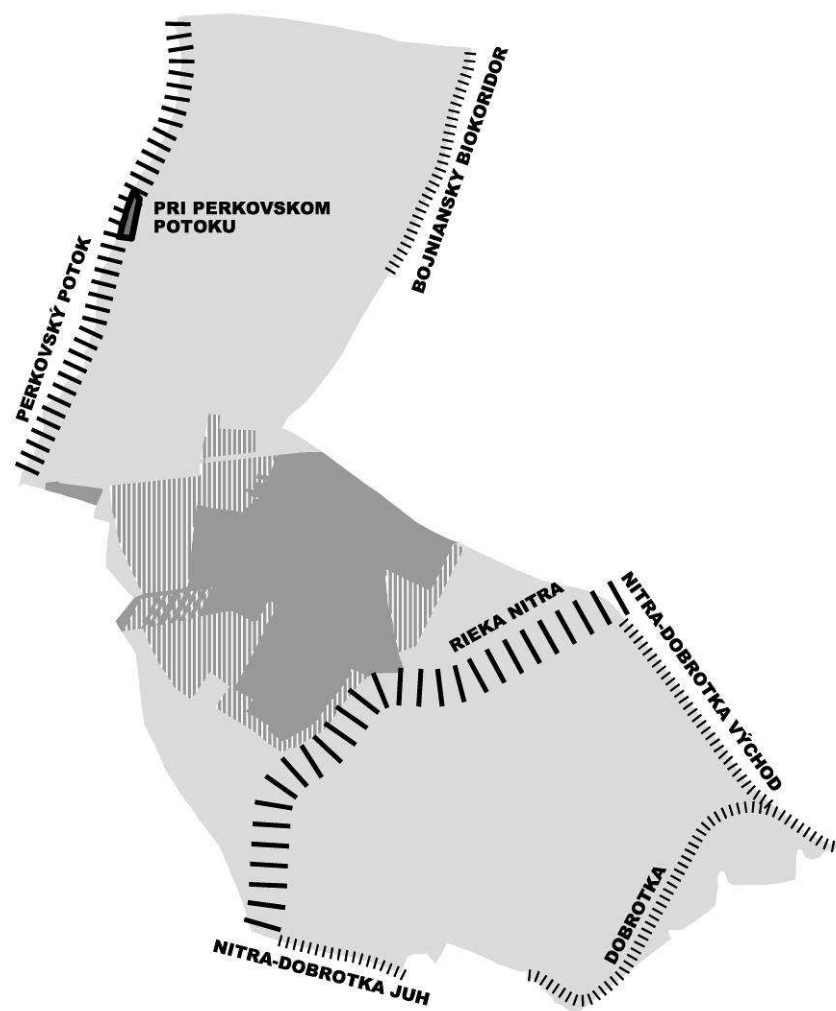 BOJNIANSKY BIOKORIDOR
PRI PERKOVSKOM
POTOKU
PERKOVSKÝ POTOK
RIEKA NITRA
NITRA-DOBROTKA VÝCHOD
DOBROTKA
NITRA-DOBROTKA JUH